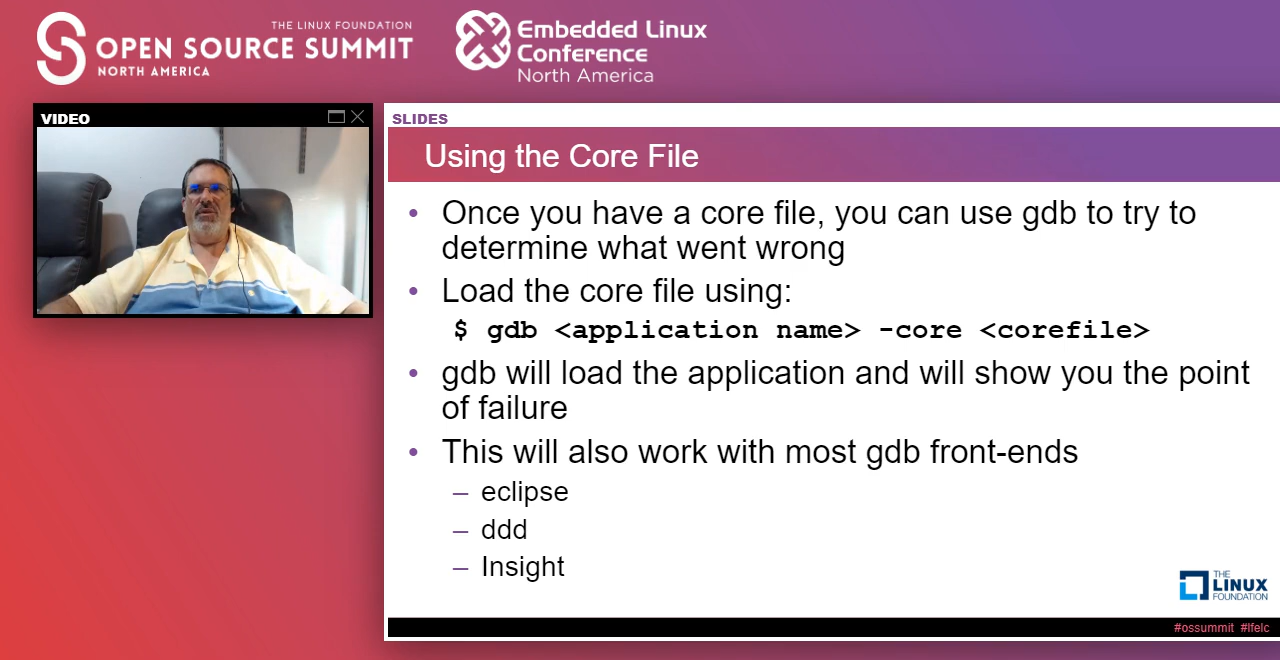 THE LINUX FOUNDATION
OPEN SOURCE SUMMIT
NORTH AMERICA
Embedded Linux
Conference
North America
VIDEO
SLIDES
Using the Core File
• Once you have a core file, you can use gdb to try to
determine what went wrong
• Load the core file using:
$ gdb <application name> -core <corefile>
• gdb will load the application and will show you the point
of failure
• This will also work with most gdb front-ends
– eclipse
– ddd
– Insight
THE
LINUX
FOUNDATION
#ossummit #lfelc